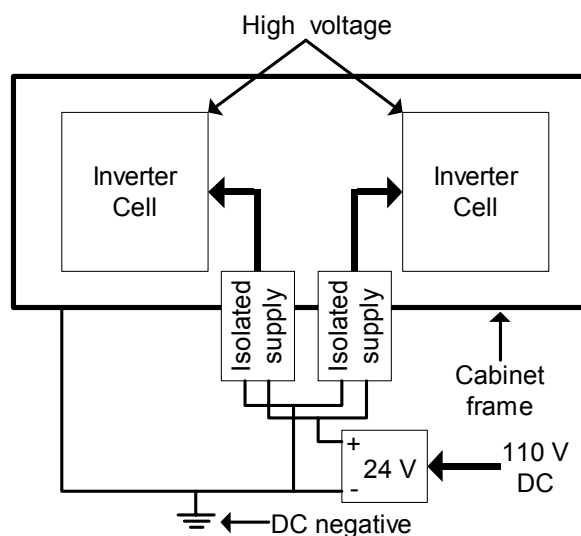 High voltage
Inverter
Cell
Inverter
Cell
Isolated
supply
Isolated
supply
Cabinet
frame
+
24 V
-
110 V
DC
DC negative